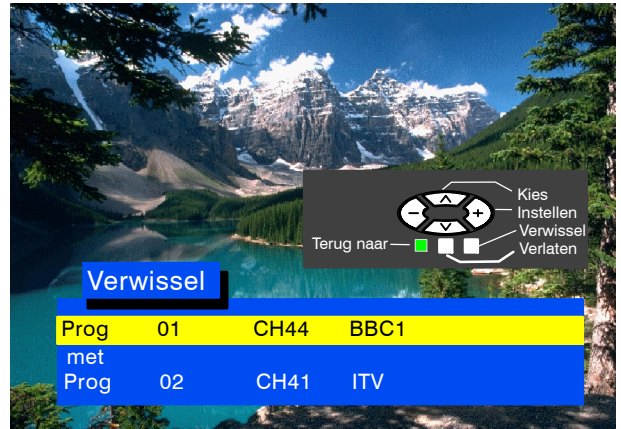 Kies
Instellen
Verwissel
Terug naar
Verlaten
Verwissel
Prog 01 CH44 BBC1
met
Prog 02 CH41 ITV